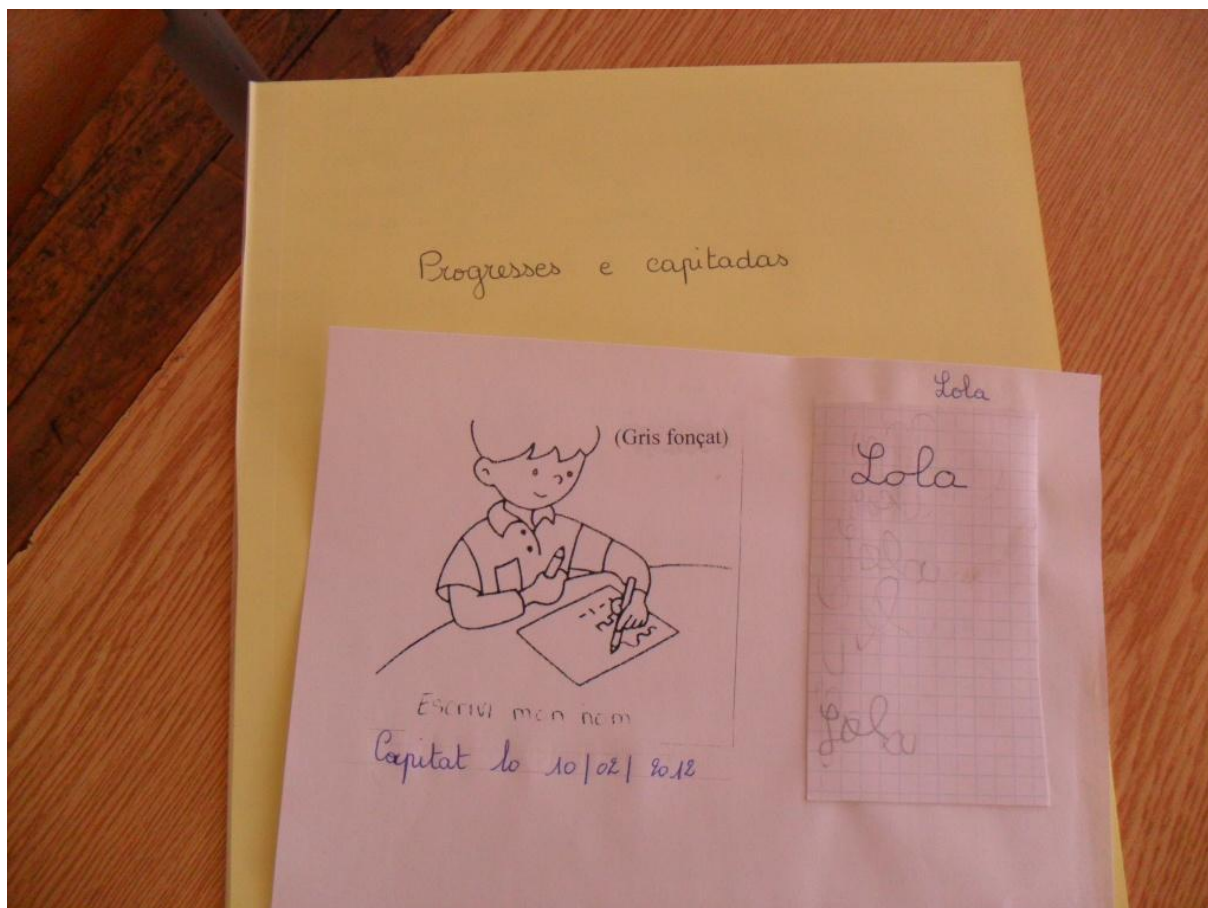 Progresses e capitadas
Lola
(Gris fonçat)
Lola
Lola
Escrivi mon nom
Capitat lo 10/02/2012